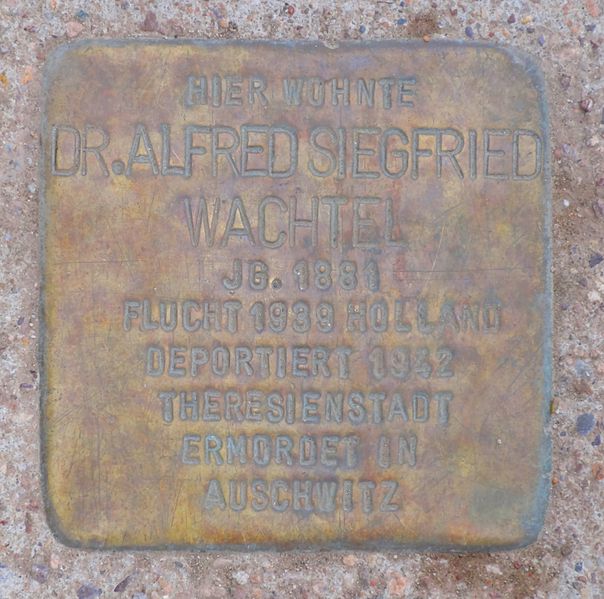 HIER WOHNTE
DR. ALFRED SIEGFRIED
WACHTEL
JG. 1881
FLUCHT 1939 HOLLAND
DEPORTIERT 1942
THERESIENSTADT
ERMORDET IN
AUSCHWITZ